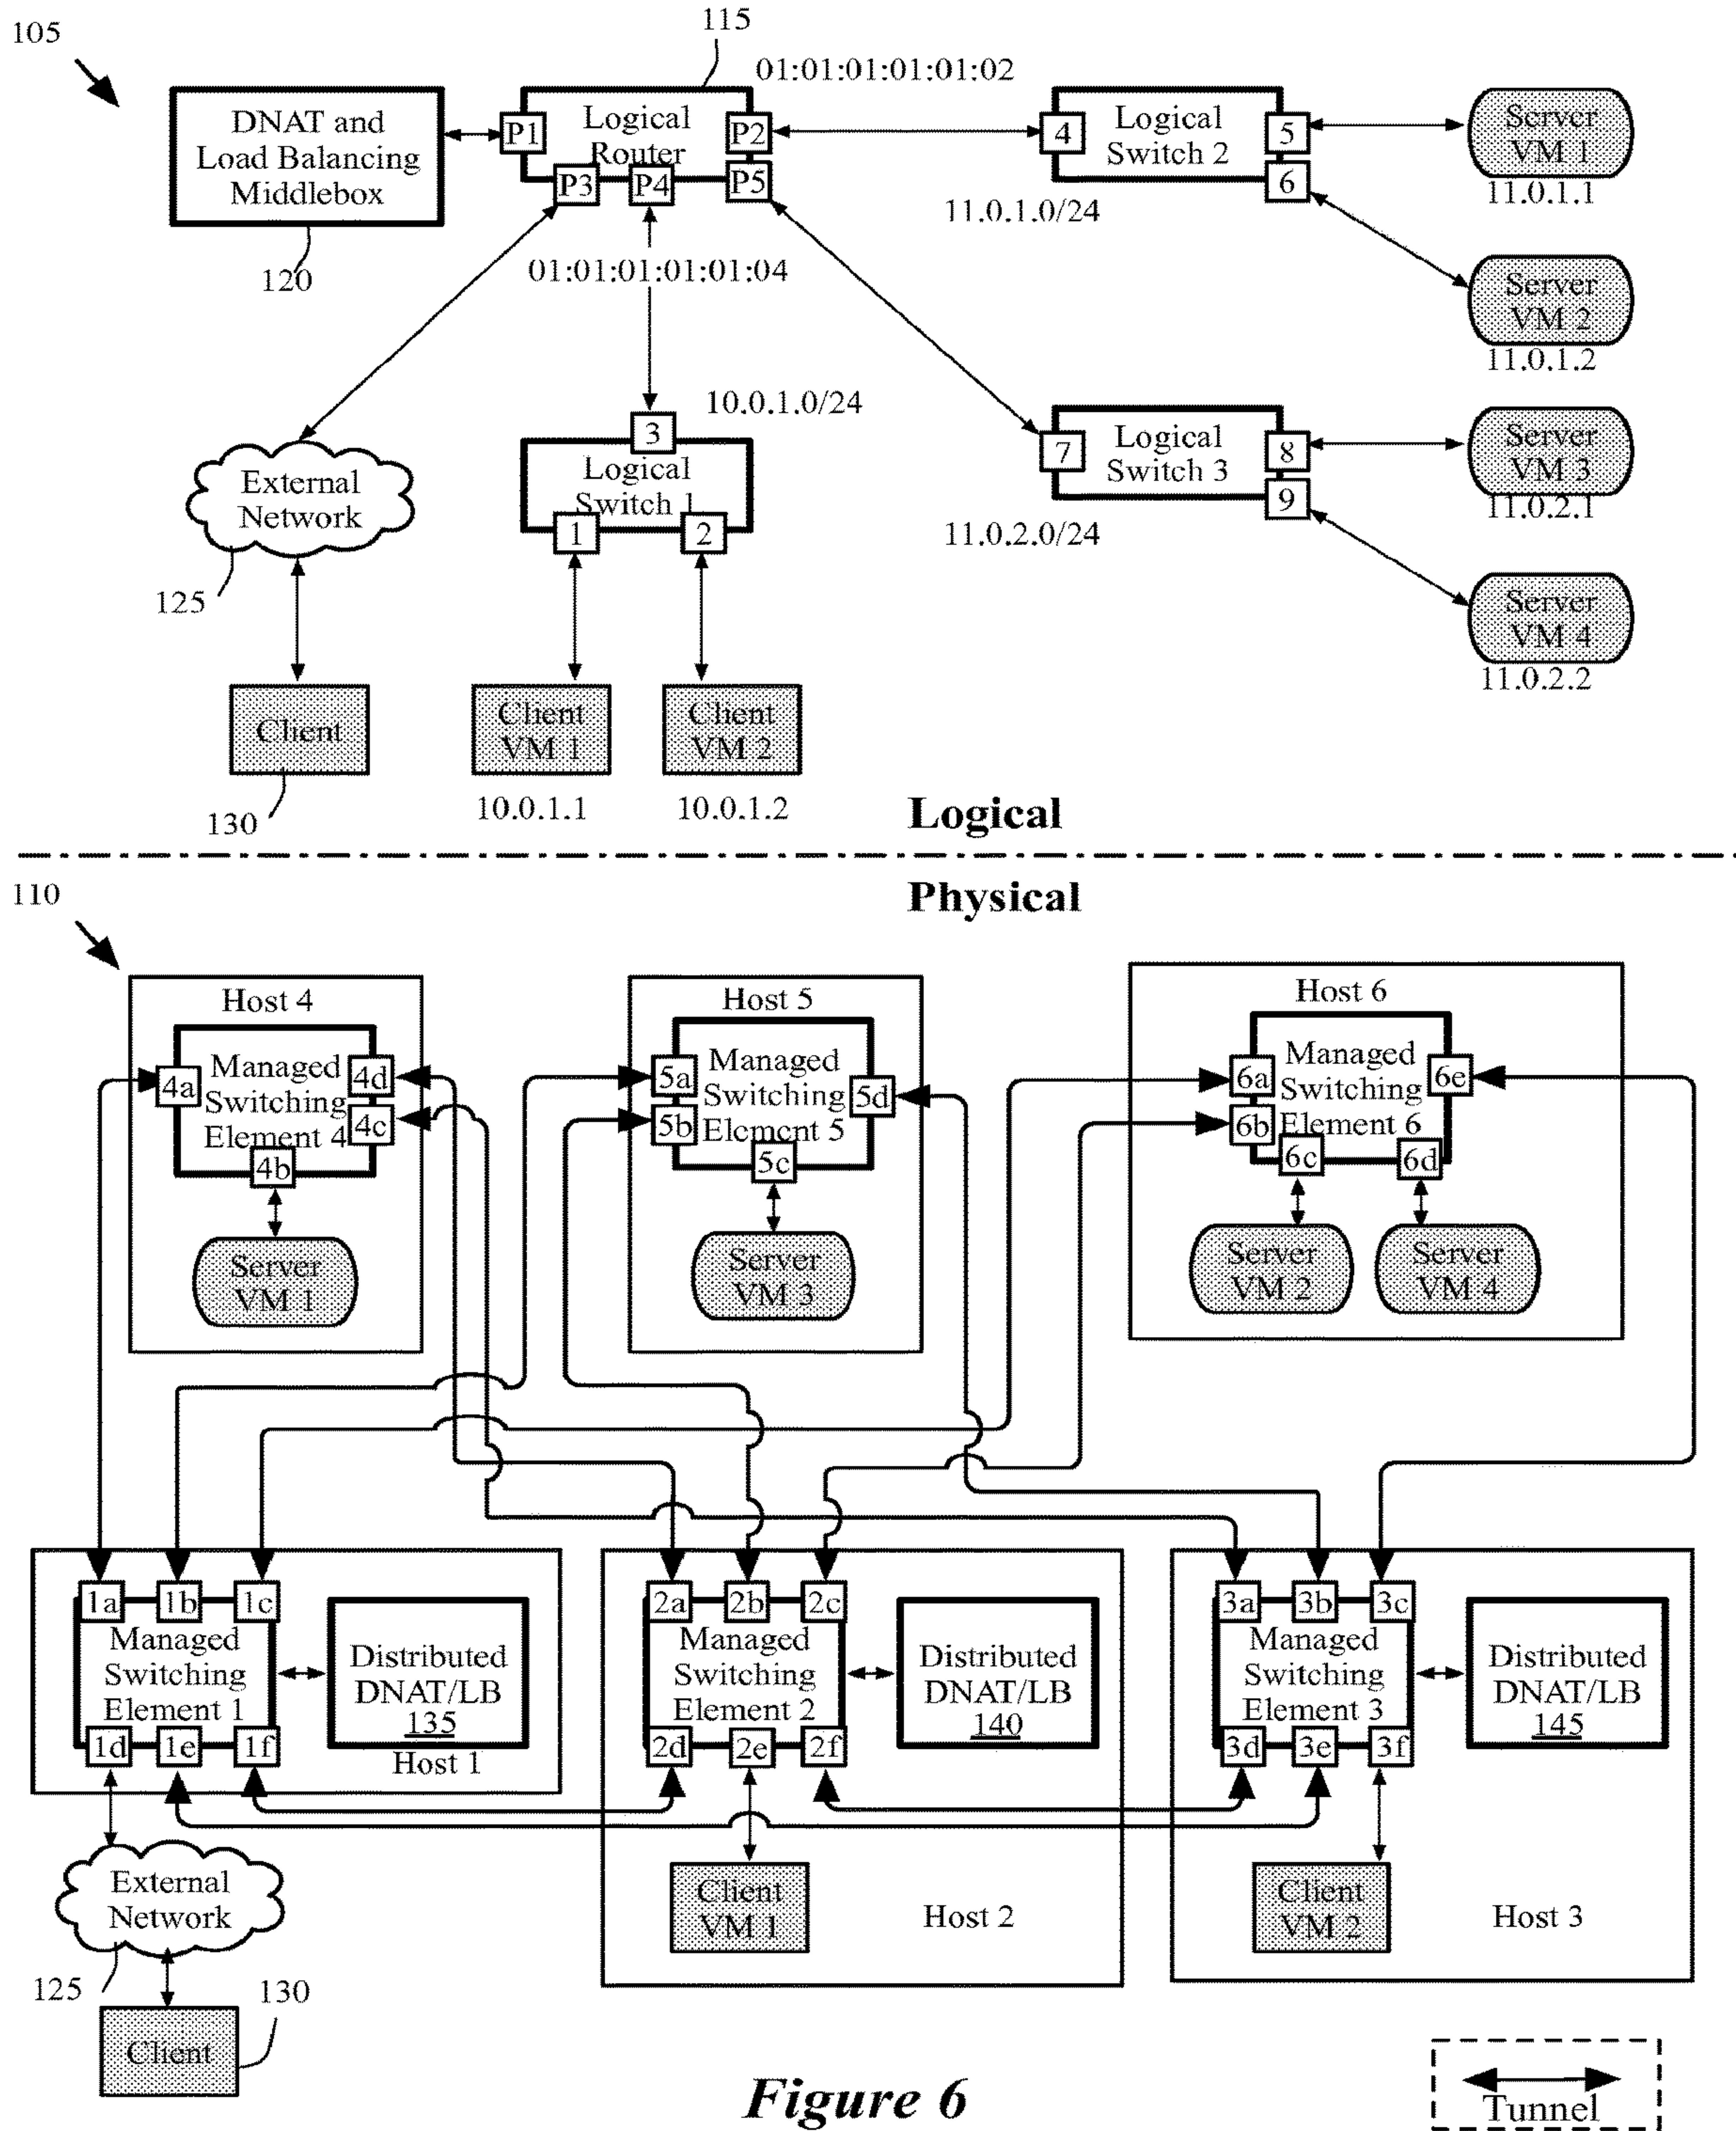 105
115
01:01:01:01:01:02
DNAT and
Load Balancing
Middlebox
P1
Logical
Router
P2
P3
P4
P5
4
Logical
Switch 2
5
6
Server
VM 1
11.0.1.1
11.0.1.0/24
120
01:01:01:01:01:04
Server
VM 2
11.0.1.2
10.0.1.0/24
3
Logical
Switch 1
1
2
External
Network
125
7
Logical
Switch 3
8
9
11.0.2.0/24
Server
VM 3
11.0.2.1
Server
VM 4
11.0.2.2
Client
130
Client
VM 1
10.0.1.1
Client
VM 2
10.0.1.2
Logical
Physical
110
Host 4
4a
Managed
Switching
Element 4
4d
4c
4b
Server
VM 1
Host 5
5a
5b
Managed
Switching
Element 5
5d
5c
Server
VM 3
Host 6
6a
6b
Managed
Switching
Element 6
6e
6c
6d
Server
VM 2
Server
VM 4
1a
1b
1c
Managed
Switching
Element 1
1d
1e
1f
Distributed
DNAT/LB
135
Host 1
2a
2b
2c
Managed
Switching
Element 2
2d
2e
2f
Distributed
DNAT/LB
140
3a
3b
3c
Managed
Switching
Element 3
3d
3e
3f
Distributed
DNAT/LB
145
External
Network
125
Client
130
Client
VM 1
Host 2
Client
VM 2
Host 3
Figure 6
Tunnel